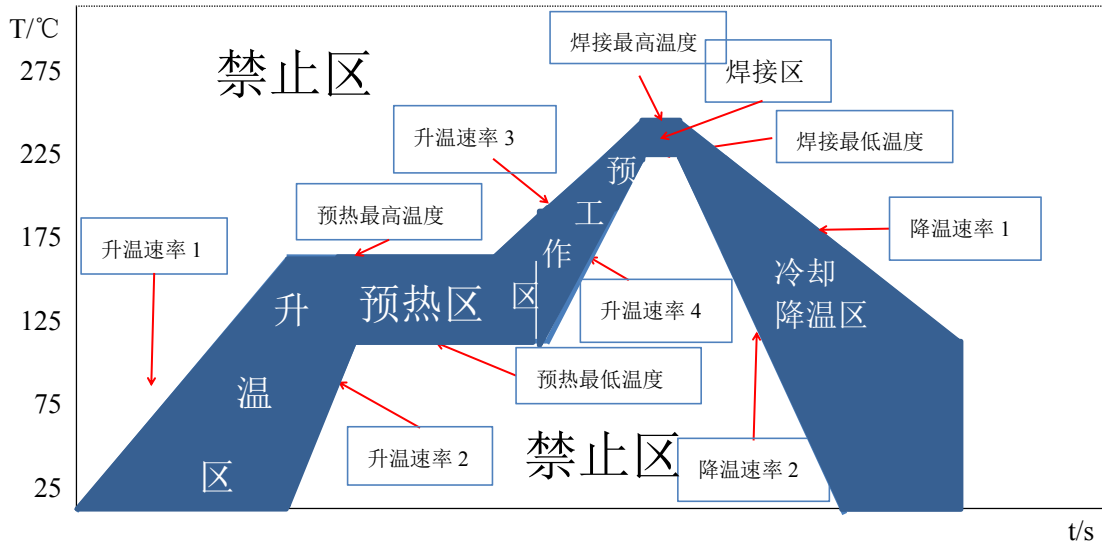 T/℃
275
225
175
125
75
25
禁止区
焊接最高温度
焊接区
升温速率 3
焊接最低温度
预热最高温度
升温速率 1
降温速率 1
预工作区
升温区
预热区
冷却
降温区
升温速率 4
预热最低温度
升温速率 2
禁止区
降温速率 2
t/s